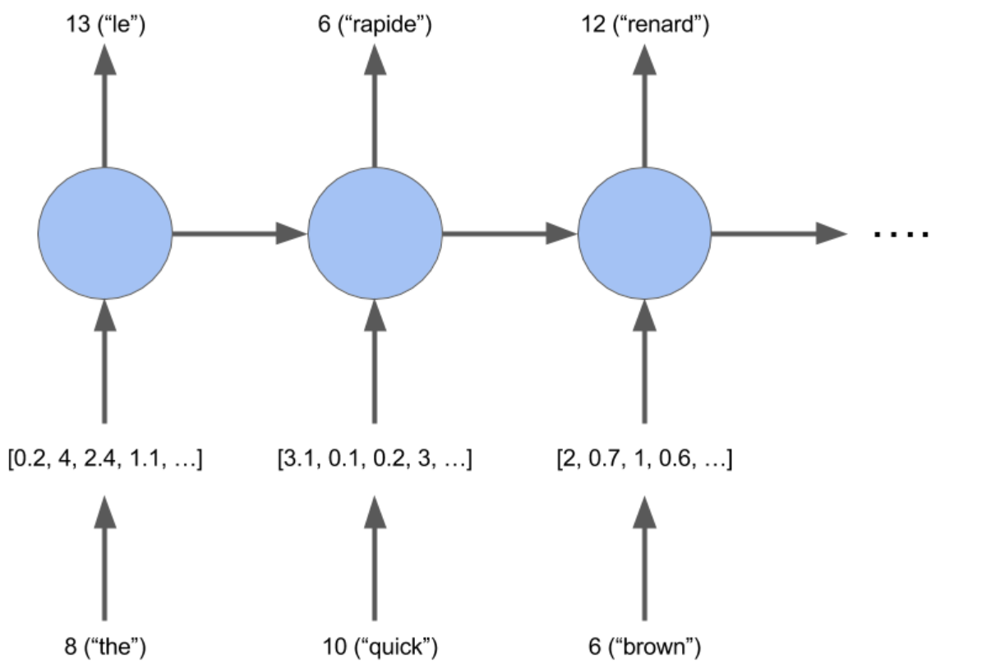 13 (“le”)
6 (“rapide”)
12 (“renard”)
....
[0.2, 4, 2.4, 1.1, …]
[3.1, 0.1, 0.2, 3, …]
[2, 0.7, 1, 0.6, …]
8 (“the”)
10 (“quick”)
6 (“brown”)